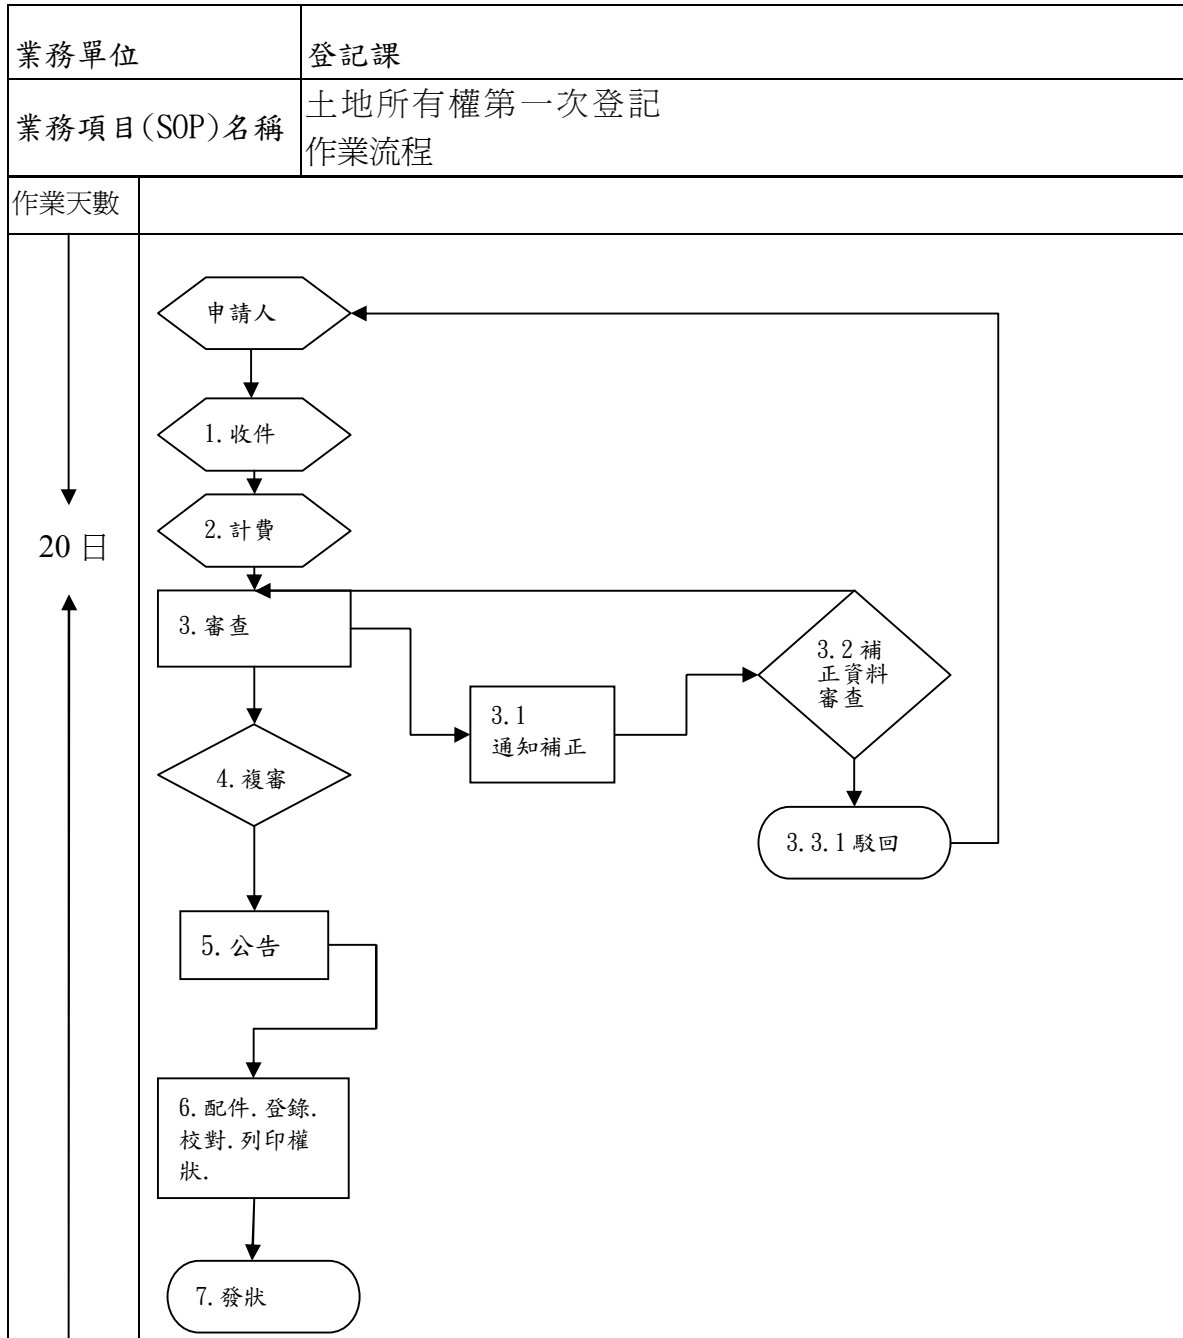 業務單位
登記課
業務項目(SOP)名稱
土地所有權第一次登記
作業流程
作業天數
20 日
申請人
1.收件
2.計費
3.審查
3.1
通知補正
3.2 補
正資料
審查
3.3.1 駁回
4.複審
5.公告
6.配件.登錄.
校對.列印權
狀.
7.發狀